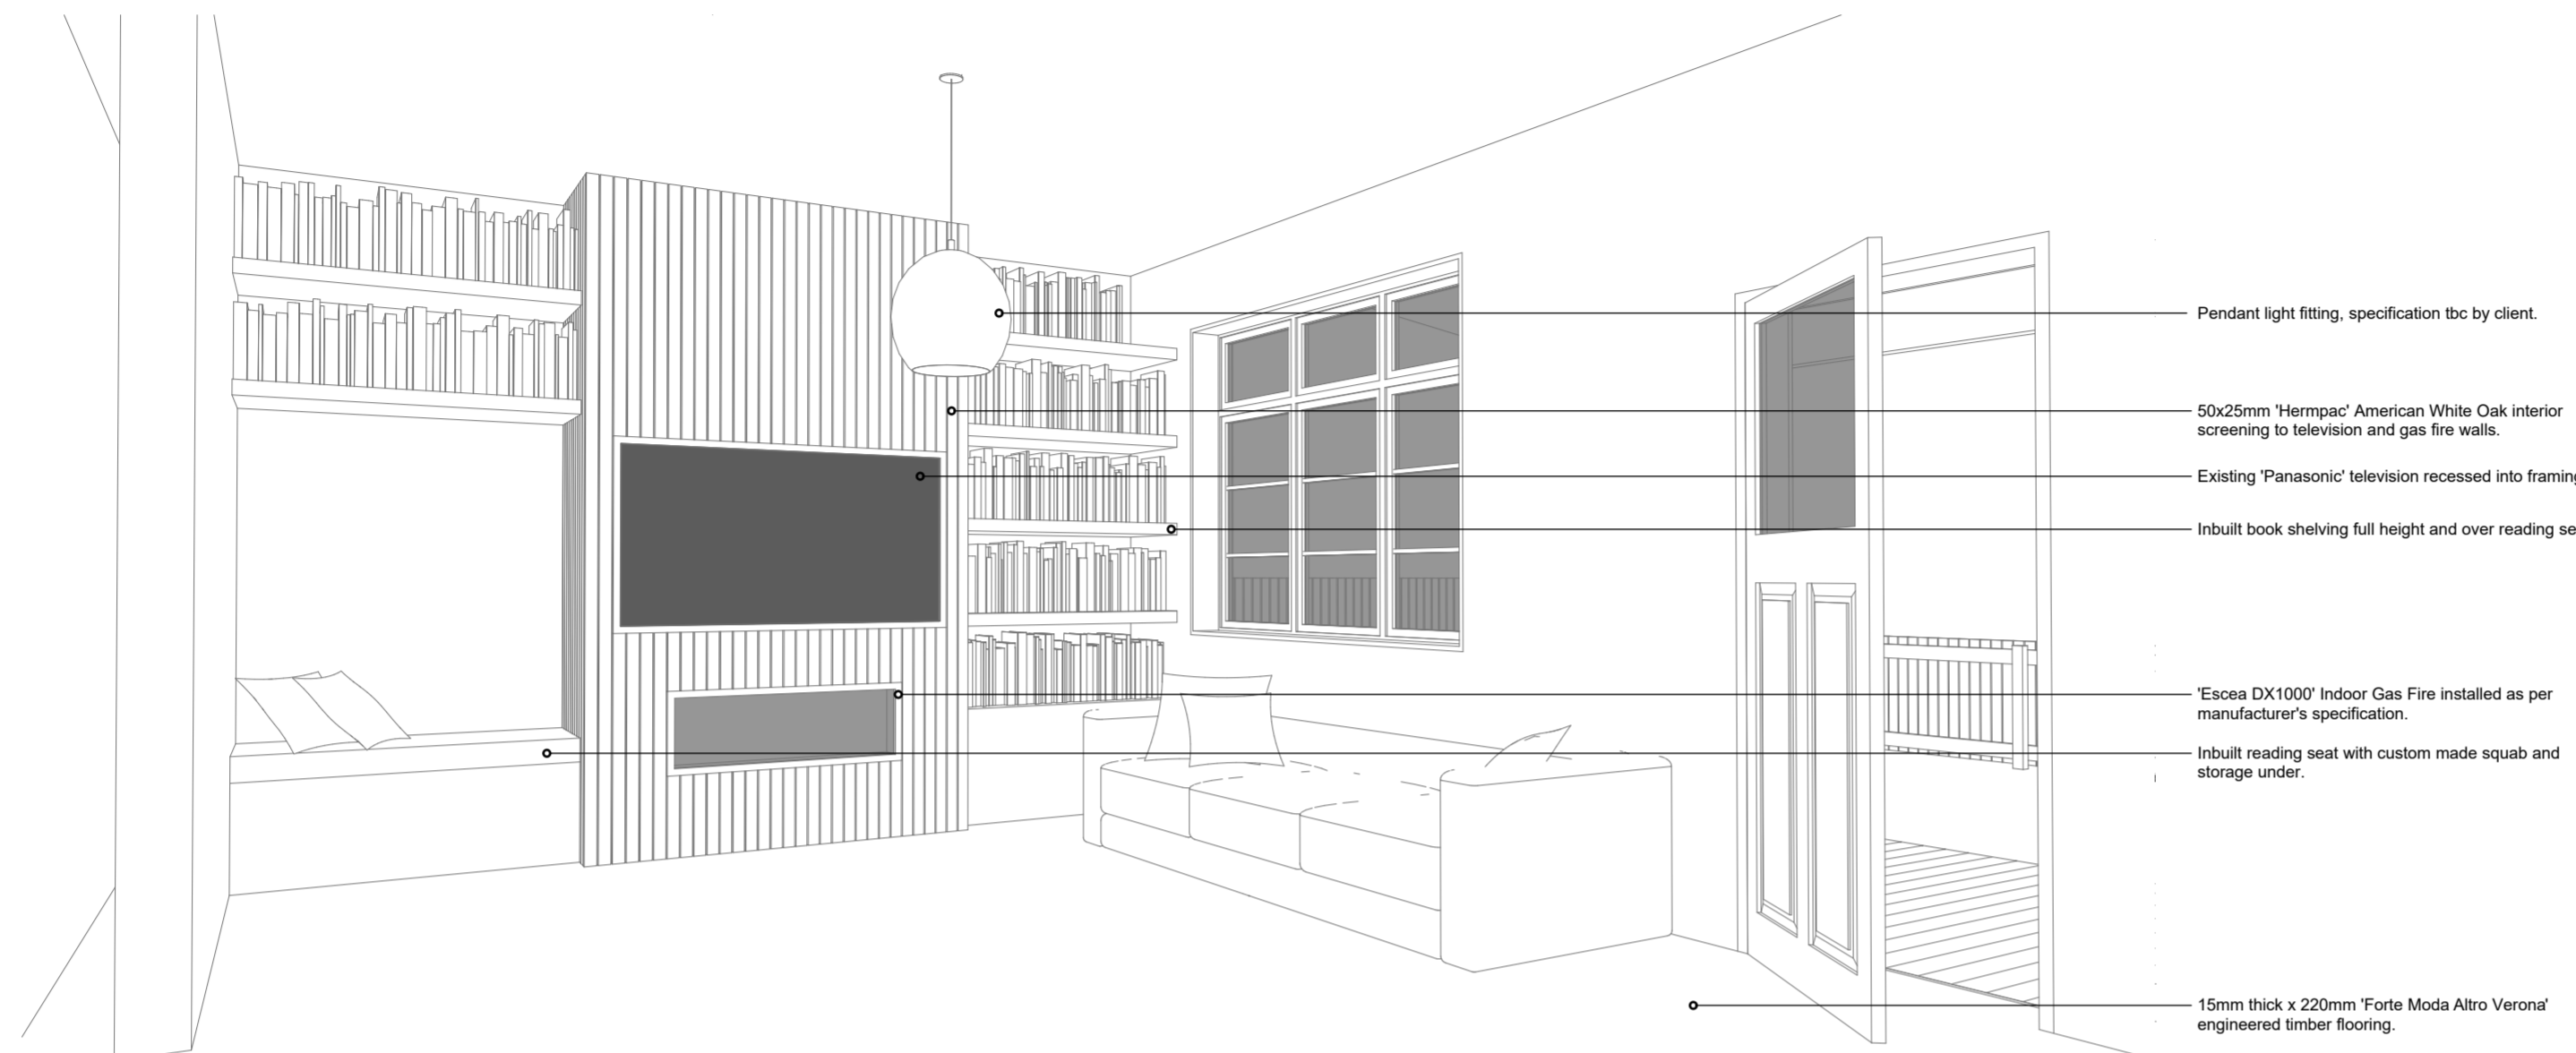 Pendant light fitting, specification tbc by client.
50x25mm 'Hermpac' American White Oak interior
screening to television and gas fire walls.
Existing 'Panasonic' television recessed into framing
Inbuilt book shelving full height and over reading se
'Escea DX1000' Indoor Gas Fire installed as per
manufacturer's specification.
Inbuilt reading seat with custom made squab and
storage under.
15mm thick x 220mm 'Forte Moda Altro Verona'
engineered timber flooring.